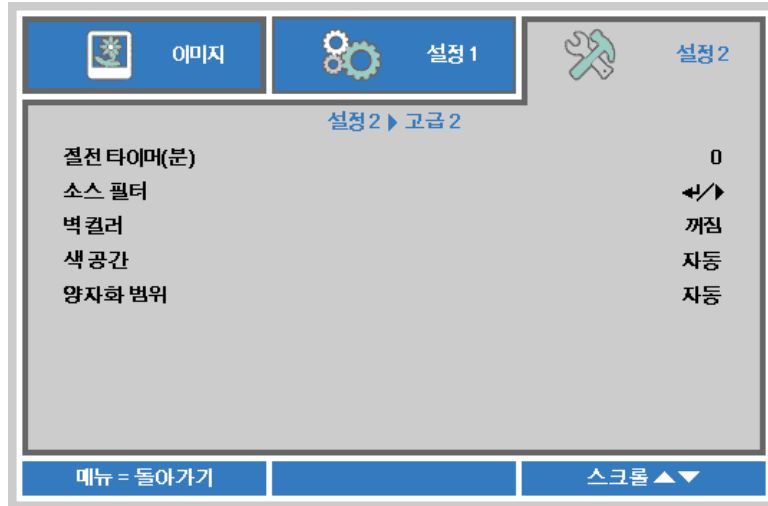 이미지
설정 1
설정 2
설정 2 ▶ 고급 2
절전 타이머(분) 0
소스 필터 ↵/▶
벽 컬러 꺼짐
색 공간 자동
양자화 범위 자동
메뉴 = 돌아가기
스크롤 ▲▼